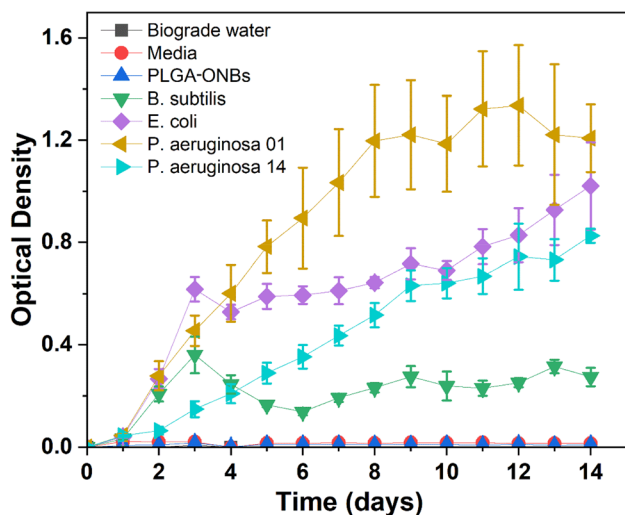 1.6
1.2
0.8
0.4
0.0
Optical Density
Biograde water
Media
PLGA-ONBs
B. subtilis
E. coli
P. aeruginosa 01
P. aeruginosa 14
0 2 4 6 8 10 12 14
Time (days)